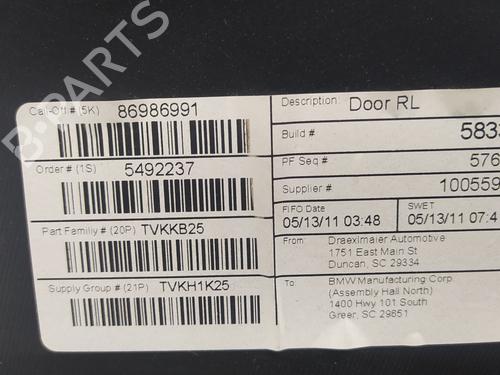 Call-Off # (5K) 86986991
Order # (1S) 5492237
Part Family # (20P) TVKKB25
Supply Group # (21P) TVKH1K25
Description: Door RL
Build # 5833
PF Seq # 576
Supplier # 100559
FIFO Date
05/13/11 03:48
SWET
05/13/11 07:4
From: Draexlmaier Automotive
1751 East Main St
Duncan, SC 29334
To: BMW Manufacturing Corp.
(Assembly Hall North)
1400 Hwy 101 South
Greer, SC 29651
B-PARTS